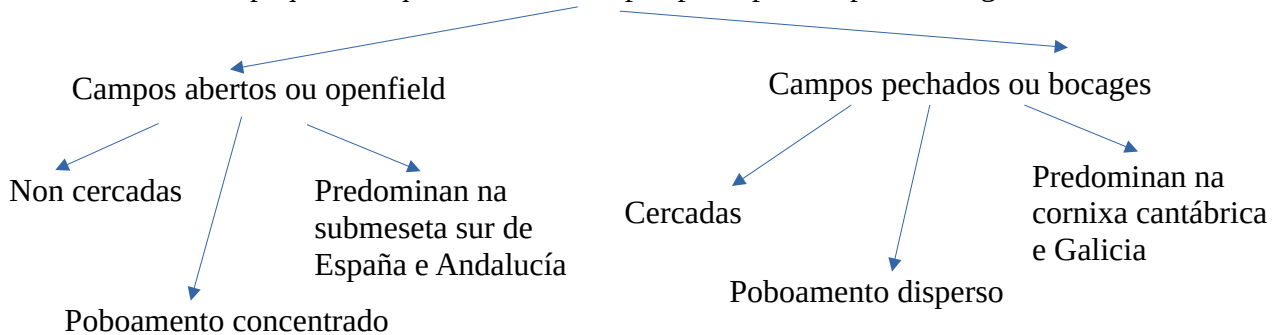 Campos abertos ou openfield
Campos pechados ou bocages
Non cercadas
Predominan na
submeseta sur de
España e Andalucía
Poboamento concentrado
Cercadas
Poboamento disperso
Predominan na
cornixa cantábrica
e Galicia